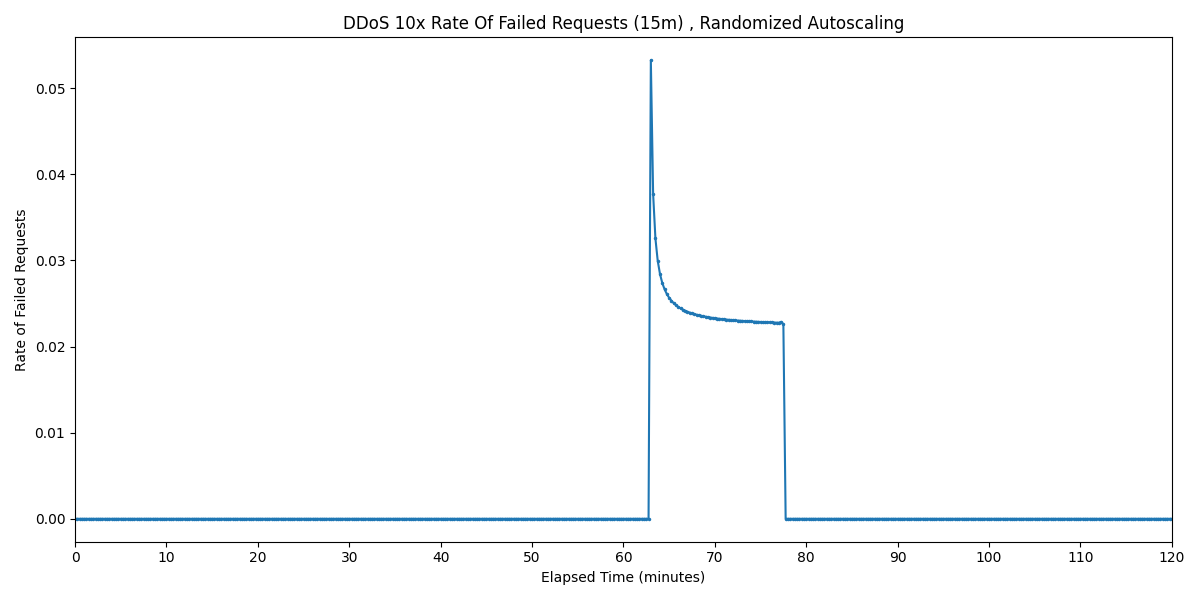 DDoS 10x Rate Of Failed Requests (15m) , Randomized Autoscaling
Rate of Failed Requests
0.05
0.04
0.03
0.02
0.01
0.00
0 10 20 30 40 50 60 70 80 90 100 110 120
Elapsed Time (minutes)